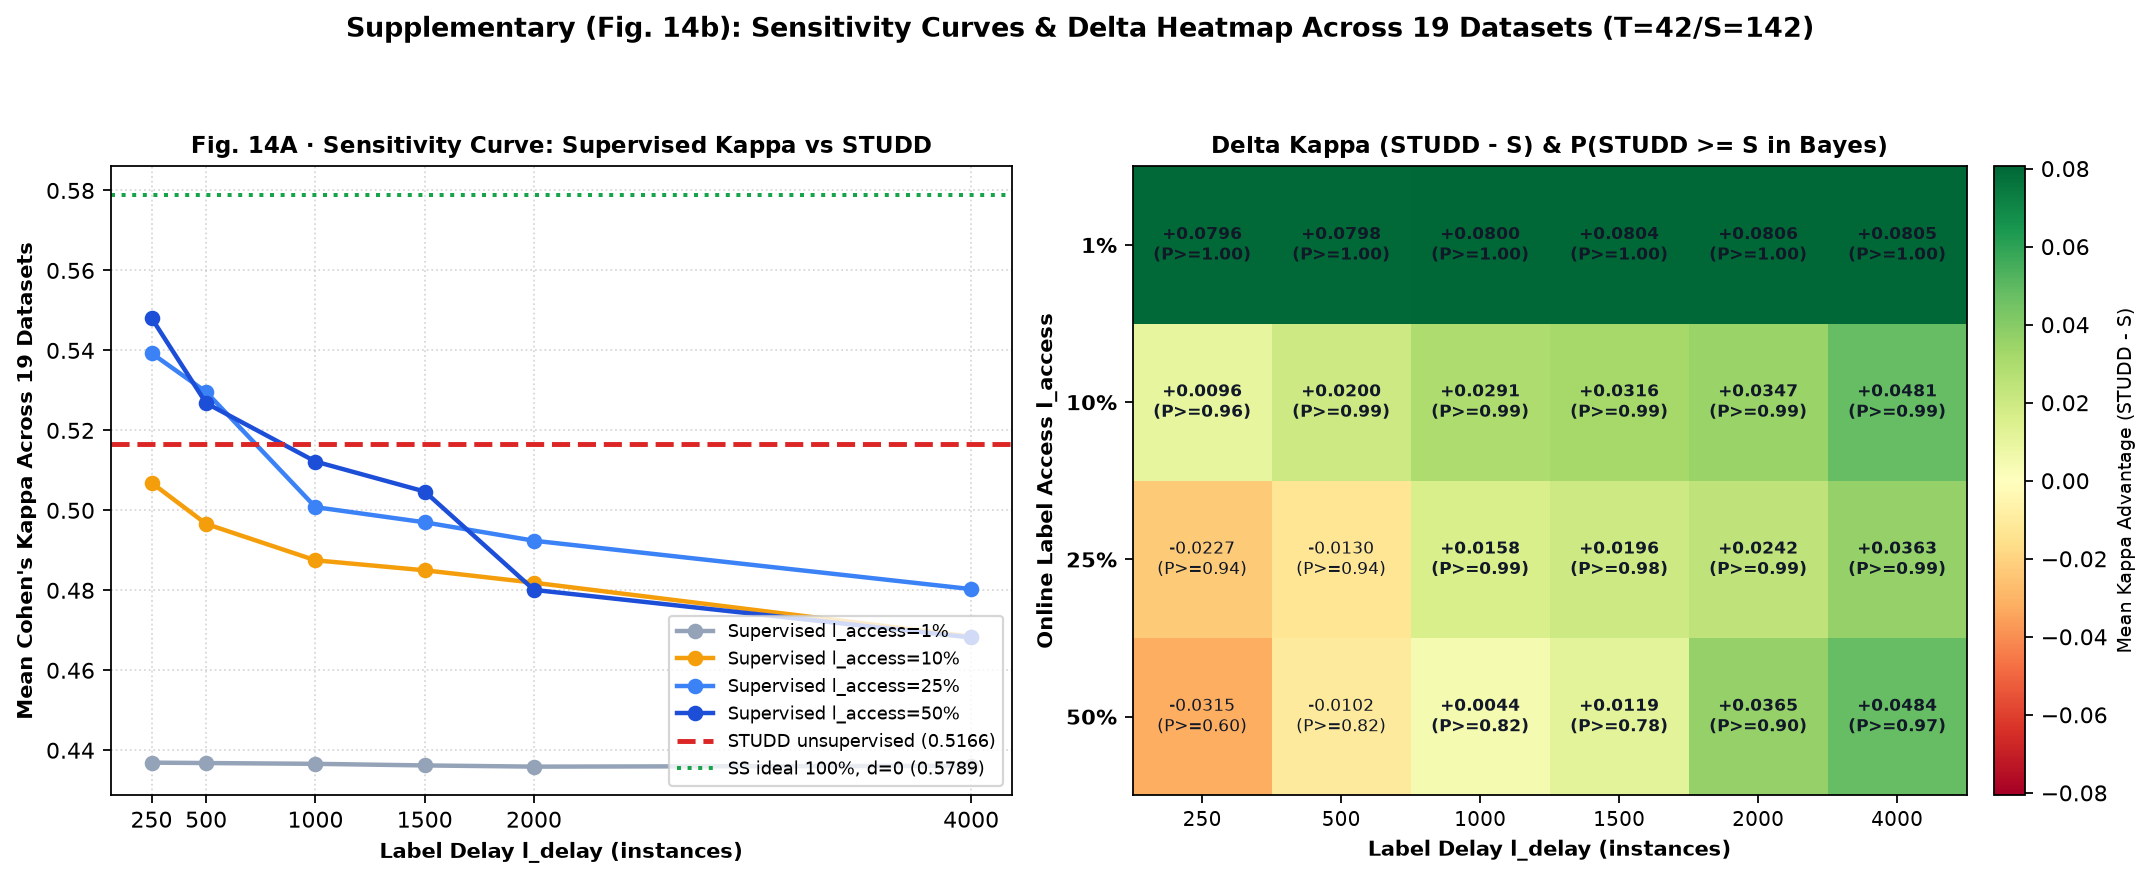 Supplementary (Fig. 14b): Sensitivity Curves & Delta Heatmap Across 19 Datasets (T=42/S=142)
Fig. 14A · Sensitivity Curve: Supervised Kappa vs STUDD
Mean Cohen's Kappa Across 19 Datasets
0.58
0.56
0.54
0.52
0.50
0.48
0.46
0.44
Supervised l_access=1%
Supervised l_access=10%
Supervised l_access=25%
Supervised l_access=50%
STUDD unsupervised (0.5166)
SS ideal 100%, d=0 (0.5789)
250 500 1000 1500 2000 4000
Label Delay l_delay (instances)
Delta Kappa (STUDD - S) & P(STUDD >= S in Bayes)
Online Label Access l_access
1%
+0.0796 +0.0798 +0.0800 +0.0804 +0.0806 +0.0805
(P>=1.00) (P>=1.00) (P>=1.00) (P>=1.00) (P>=1.00) (P>=1.00)
10%
+0.0096 +0.0200 +0.0291 +0.0316 +0.0347 +0.0481
(P>=0.96) (P>=0.99) (P>=0.99) (P>=0.99) (P>=0.99) (P>=0.99)
25%
-0.0227 -0.0130 +0.0158 +0.0196 +0.0242 +0.0363
(P>=0.94) (P>=0.94) (P>=0.99) (P>=0.98) (P>=0.99) (P>=0.99)
50%
-0.0315 -0.0102 +0.0044 +0.0119 +0.0365 +0.0484
(P>=0.60) (P>=0.82) (P>=0.82) (P>=0.78) (P>=0.90) (P>=0.97)
250 500 1000 1500 2000 4000
Label Delay l_delay (instances)
0.08
0.06
0.04
0.02
0.00
−0.02
−0.04
−0.06
−0.08
Mean Kappa Advantage (STUDD - S)